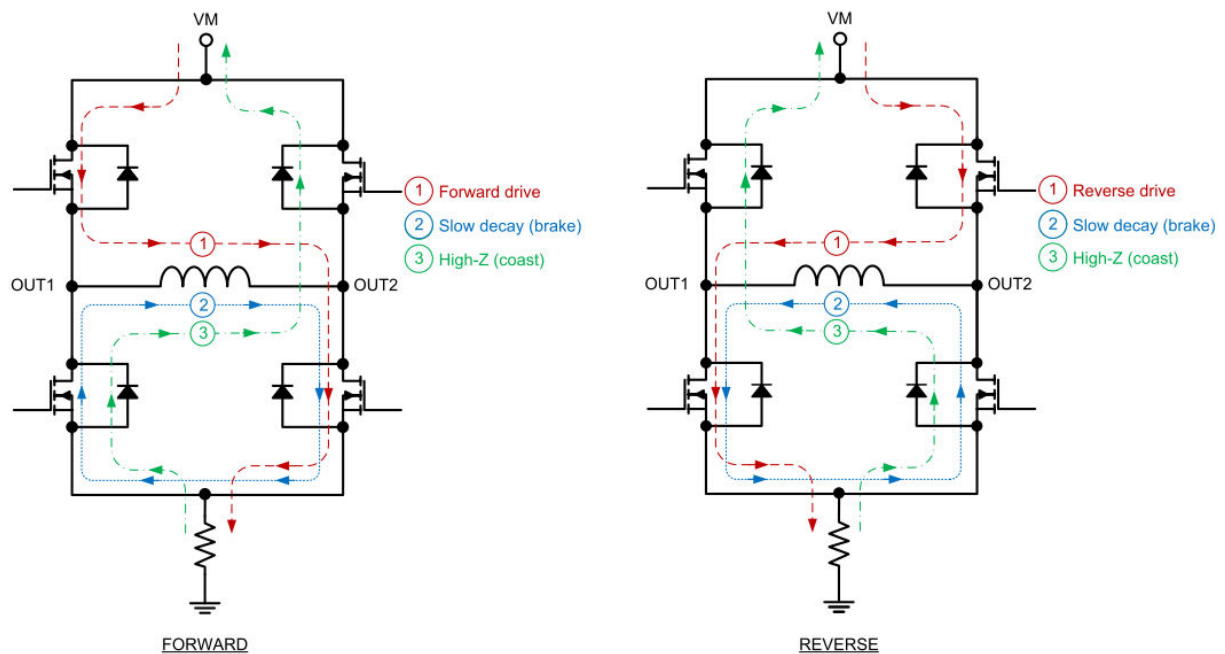 VM
1 Forward drive
2 Slow decay (brake)
3 High-Z (coast)
1
OUT1
OUT2
2
3
FORWARD
VM
1 Reverse drive
2 Slow decay (brake)
3 High-Z (coast)
1
OUT1
OUT2
2
3
REVERSE